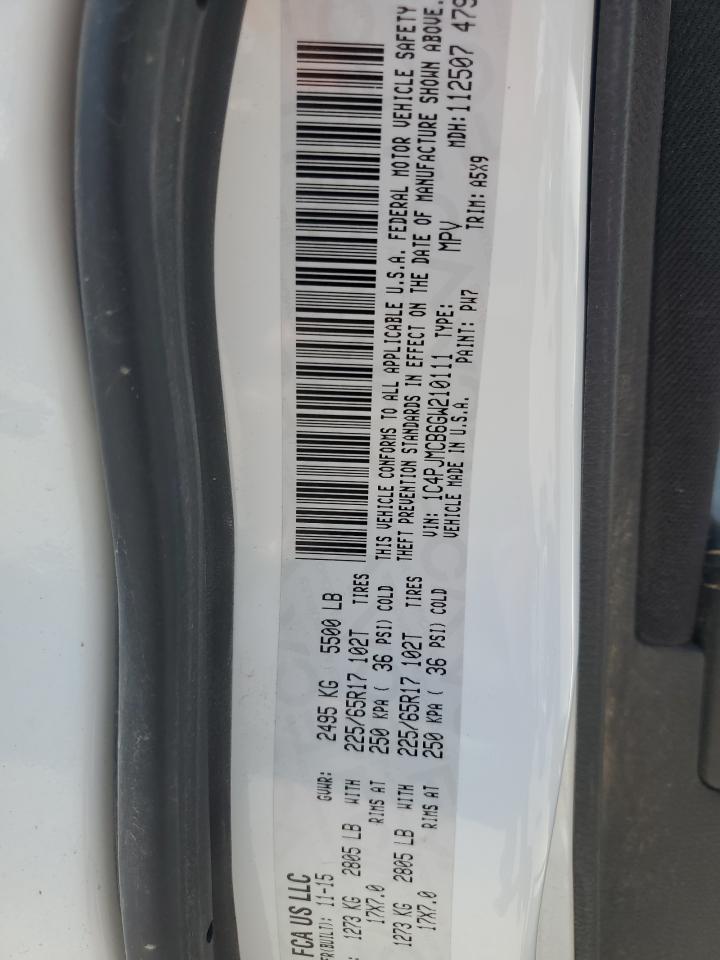 FCA US LLC
FR(BUILT): 11-15 GVWR: 2495 KG 5500 LB
: 1273 KG 2805 LB WITH 225/65R17 102T TIRES
17X7.0 RIMS AT 250 KPA ( 36 PSI) COLD
: 1273 KG 2805 LB WITH 225/65R17 102T TIRES
17X7.0 RIMS AT 250 KPA ( 36 PSI) COLD
THIS VEHICLE CONFORMS TO ALL APPLICABLE U.S.A. FEDERAL MOTOR VEHICLE SAFETY
THEFT PREVENTION STANDARDS IN EFFECT ON THE DATE OF MANUFACTURE SHOWN ABOVE.
VIN: 1C4PJMCB6GW210111 TYPE: MPV MDH: 112507 479
VEHICLE MADE IN U.S.A. PAINT: PW7 TRIM: A5X9